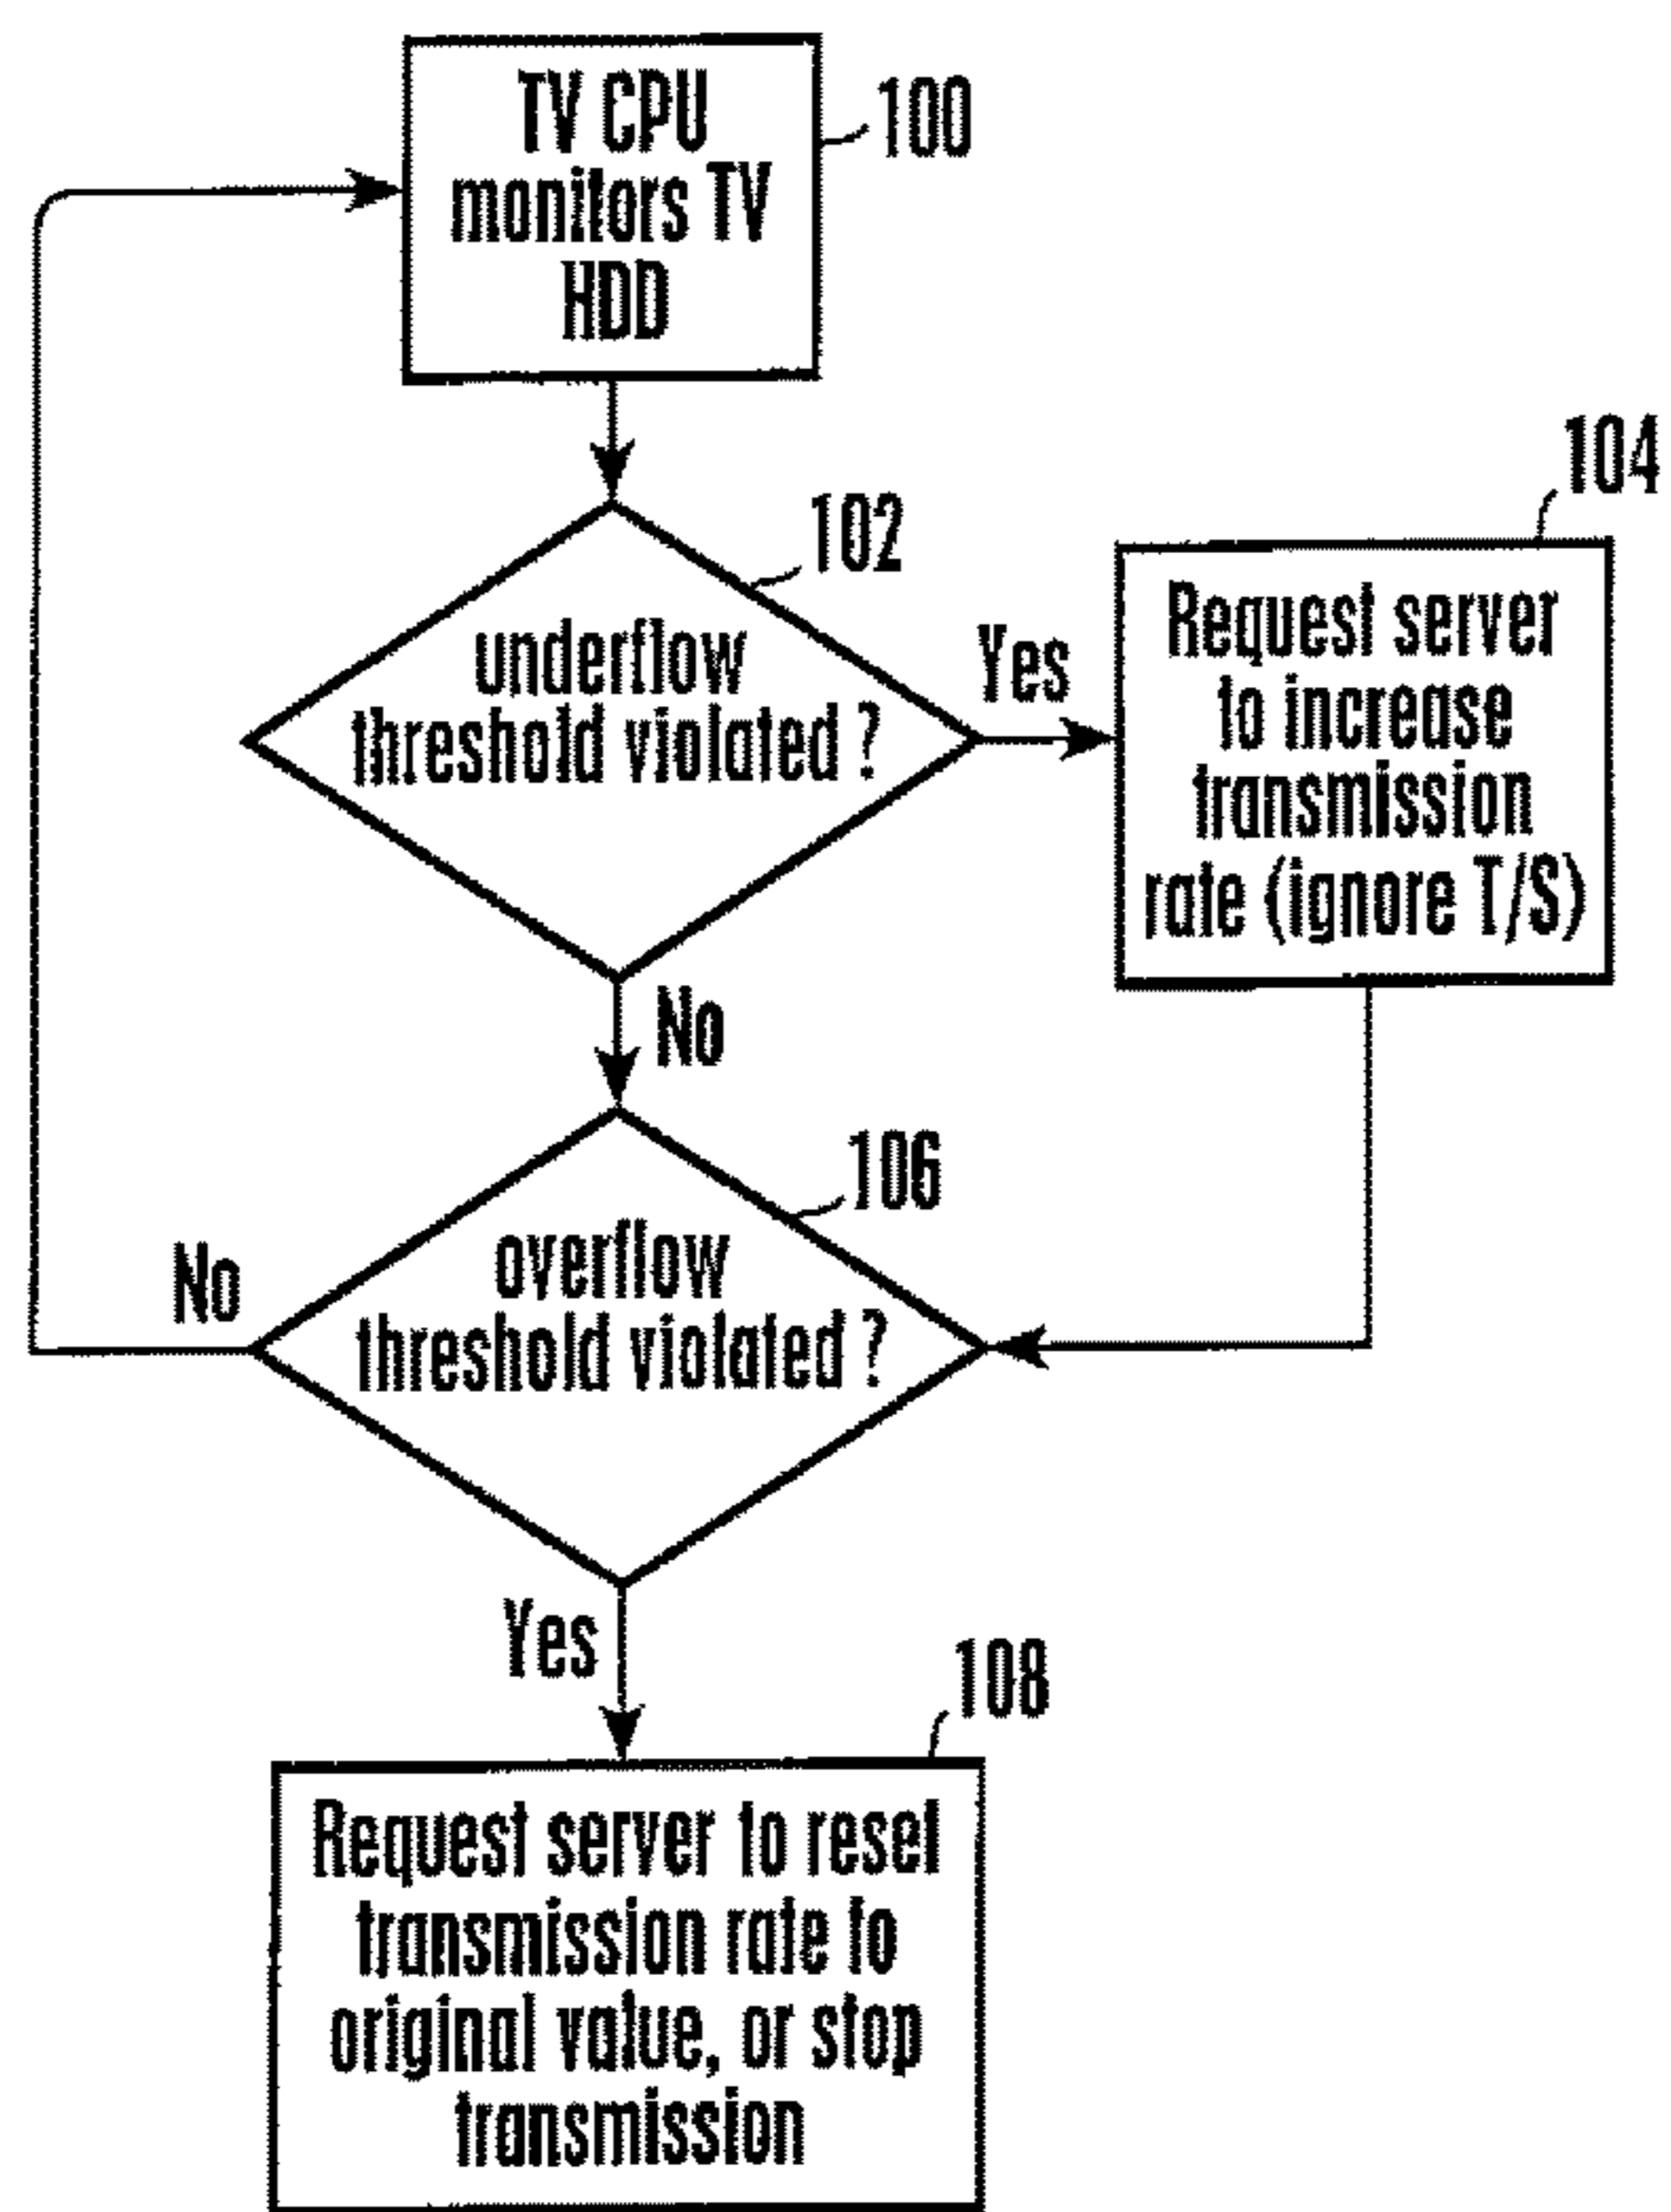 TV CPU
monitors TV
HDD
100
102
underflow
threshold violated ?
Yes
104
Request server
to increase
transmission
rate (ignore T/S)
No
106
overflow
threshold violated ?
No
Yes
108
Request server to reset
transmission rate to
original value, or stop
transmission